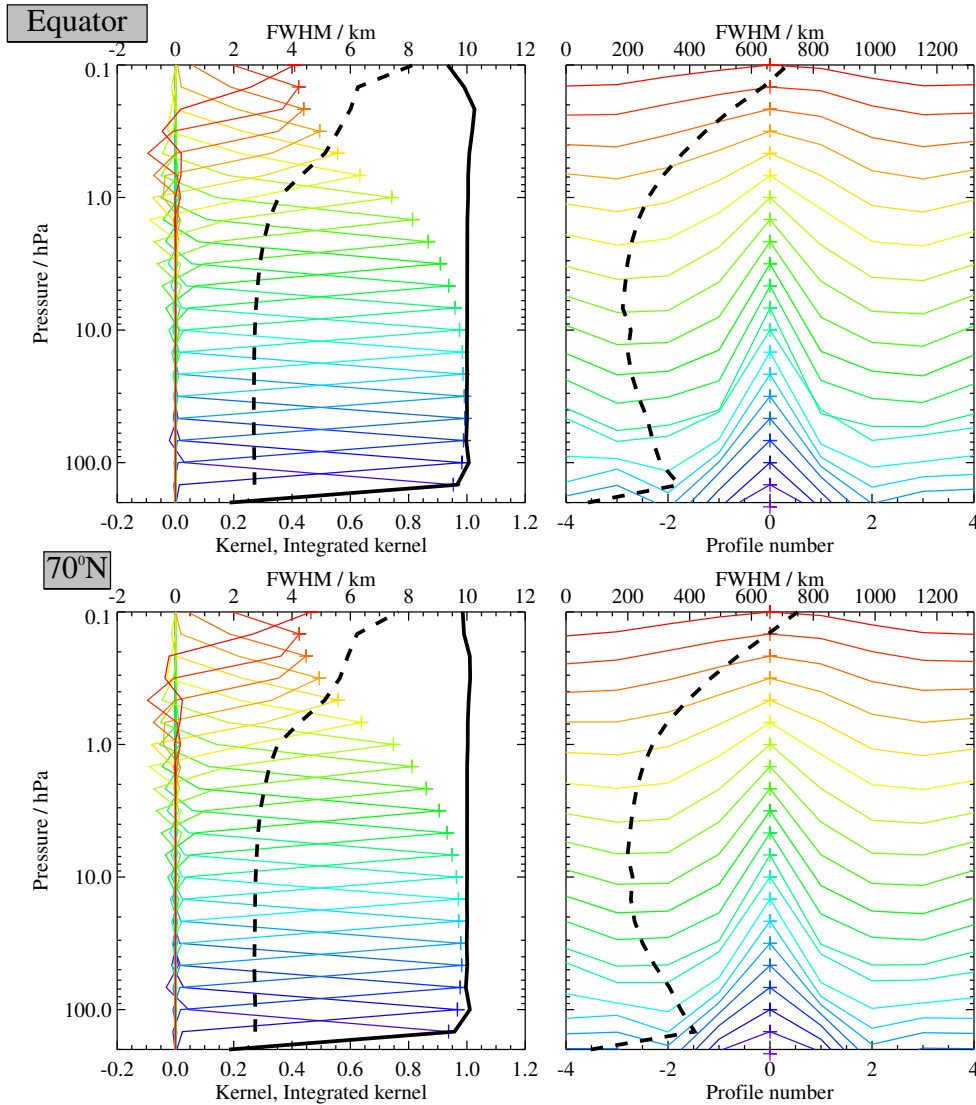 Equator
FWHM / km
-2 0 2 4 6 8 10 12
0.1
1.0
10.0
100.0
Pressure / hPa
-0.2 0.0 0.2 0.4 0.6 0.8 1.0 1.2
Kernel, Integrated kernel
FWHM / km
0 200 400 600 800 1000 1200
-4 -2 0 2 4
Profile number
70⁰N
FWHM / km
-2 0 2 4 6 8 10 12
0.1
1.0
10.0
100.0
Pressure / hPa
-0.2 0.0 0.2 0.4 0.6 0.8 1.0 1.2
Kernel, Integrated kernel
FWHM / km
0 200 400 600 800 1000 1200
-4 -2 0 2 4
Profile number